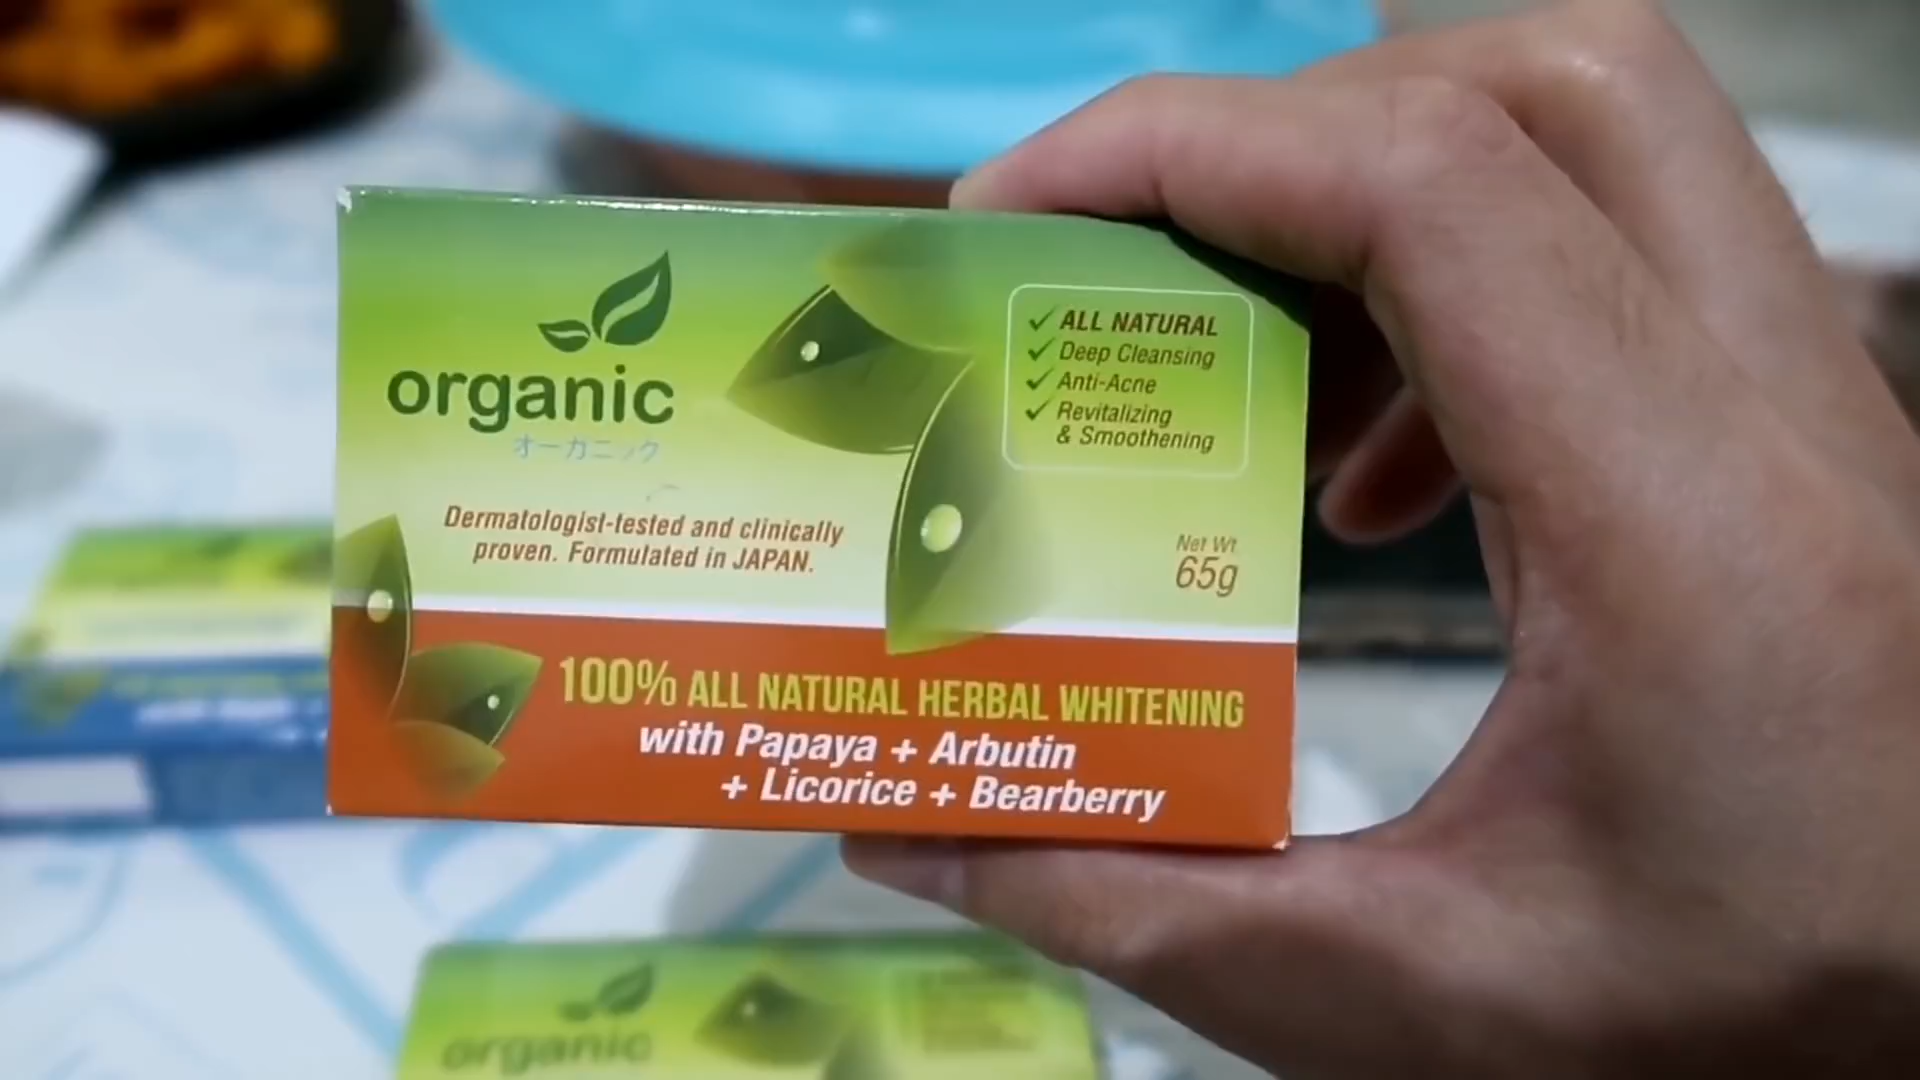 organic
オーガニック
Dermatologist-tested and clinically
proven. Formulated in JAPAN.
ALL NATURAL
Deep Cleansing
Anti-Acne
Revitalizing
& Smoothening
Net Wt
65g
100% ALL NATURAL HERBAL WHITENING
with Papaya + Arbutin
+ Licorice + Bearberry
organic